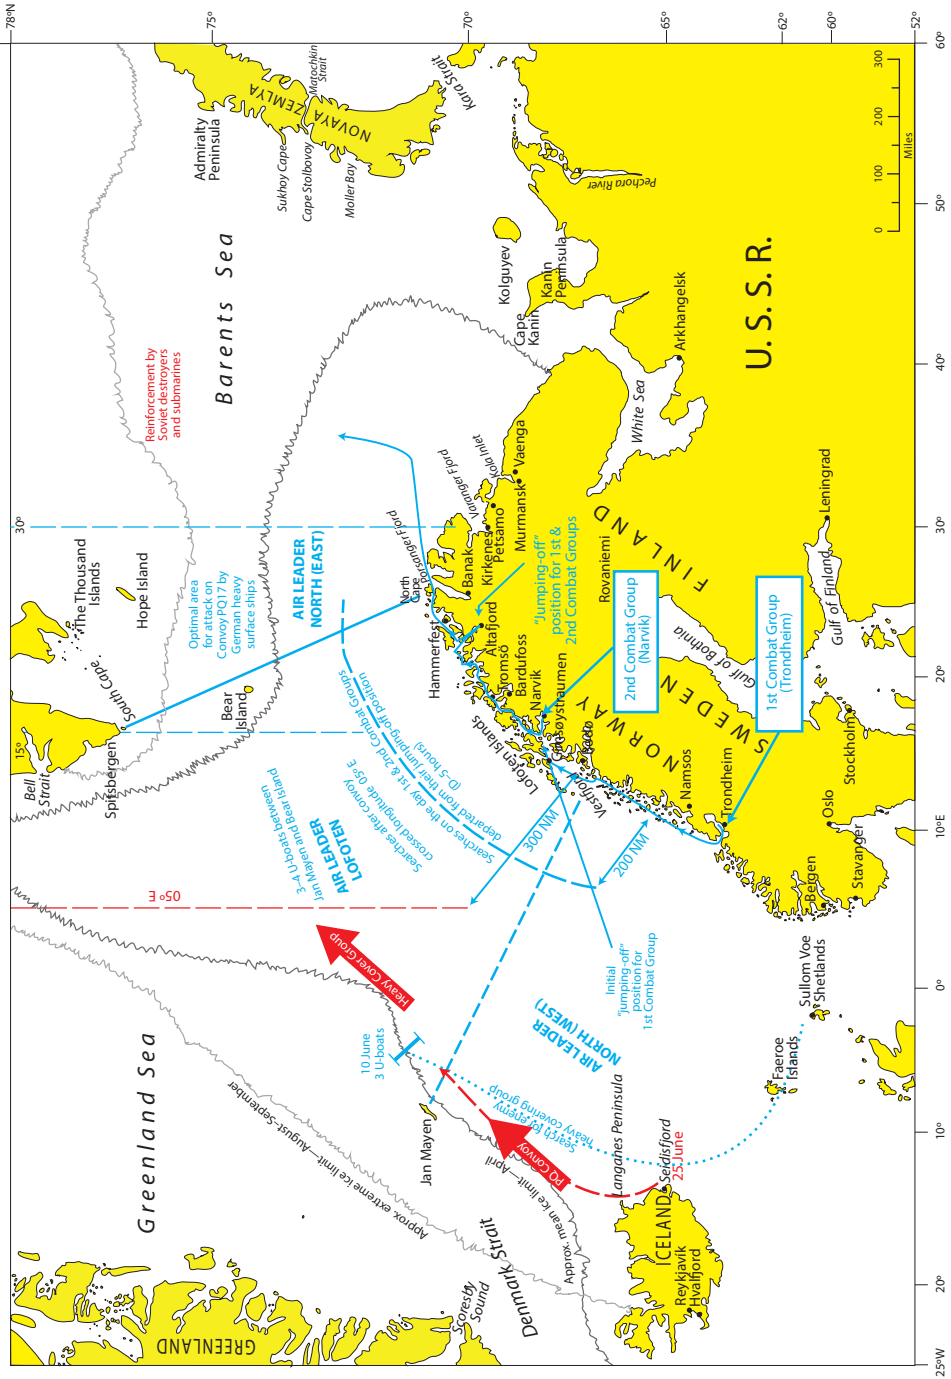 78°N
75°
70°
65°
62°
60°
52°
25°W
20°
10°
0°
10°E
20°
30°
40°
50°
60°
15°
30°
GREENLAND
Greenland Sea
Scoresby
Sound
Denmark Strait
Approx. extreme ice limit—August–September
Approx. mean ice limit—April
Jan Mayen
10 June
3 U-boats
Heavy Cover Group
05° E
PQ Convoy
Search for enemy
heavy covering group
Langanes Peninsula
Seidisfjord
25 June
ICELAND
Reykjavik
Hvalfjord
Faeroe
Islands
Sullom Voe
Shetlands
AIR LEADER
NORTH (WEST)
Initial
"jumping-off"
position for
1st Combat Group
Bell
Strait
Spitsbergen
South Cape
The Thousand
Islands
Hope Island
Bear
Island
3–4 U-boats between
Jan Mayen and Bear Island
AIR LEADER
LOFOTEN
Searches after convoy
crossed longitude 05° E
Searches on the day 1st & 2nd Combat Groups
departed from their jumping-off position
(D-5 hours)
300 NM
200 NM
Optimal area
for attack on
Convoy PQ17 by
German heavy
surface ships
AIR LEADER
NORTH (EAST)
Reinforcement by
Soviet destroyers
and submarines
Barents Sea
Admiralty
Peninsula
NOVAYA
ZEMLYA
Matochkin
Strait
Sukhoy Cape
Cape Stolbovoy
Moller Bay
Kara Strait
Kolguyev
Cape
Kanin
Kanin
Peninsula
Pechora River
North
Cape
Porsanger Fjord
Varanger Fjord
Kola Inlet
Hammerfest
Banak
Kirkenes
Petsamo
Murmansk
Vaenga
Altafjord
Tromsö
Bardufoss
Narvik
Gimsøystraumen
Lofoten Islands
Vestfjord
"Jumping-off"
position for 1st &
2nd Combat Groups
Rovaniemi
2nd Combat Group
(Narvik)
1st Combat Group
(Trondheim)
NORWAY
SWEDEN
FINLAND
Gulf of Bothnia
Gulf of Finland
Leningrad
White Sea
Arkhangelsk
U. S. S. R.
Namsos
Trondheim
Stockholm
Oslo
Stavanger
Bergen
0 100 200 300
Miles